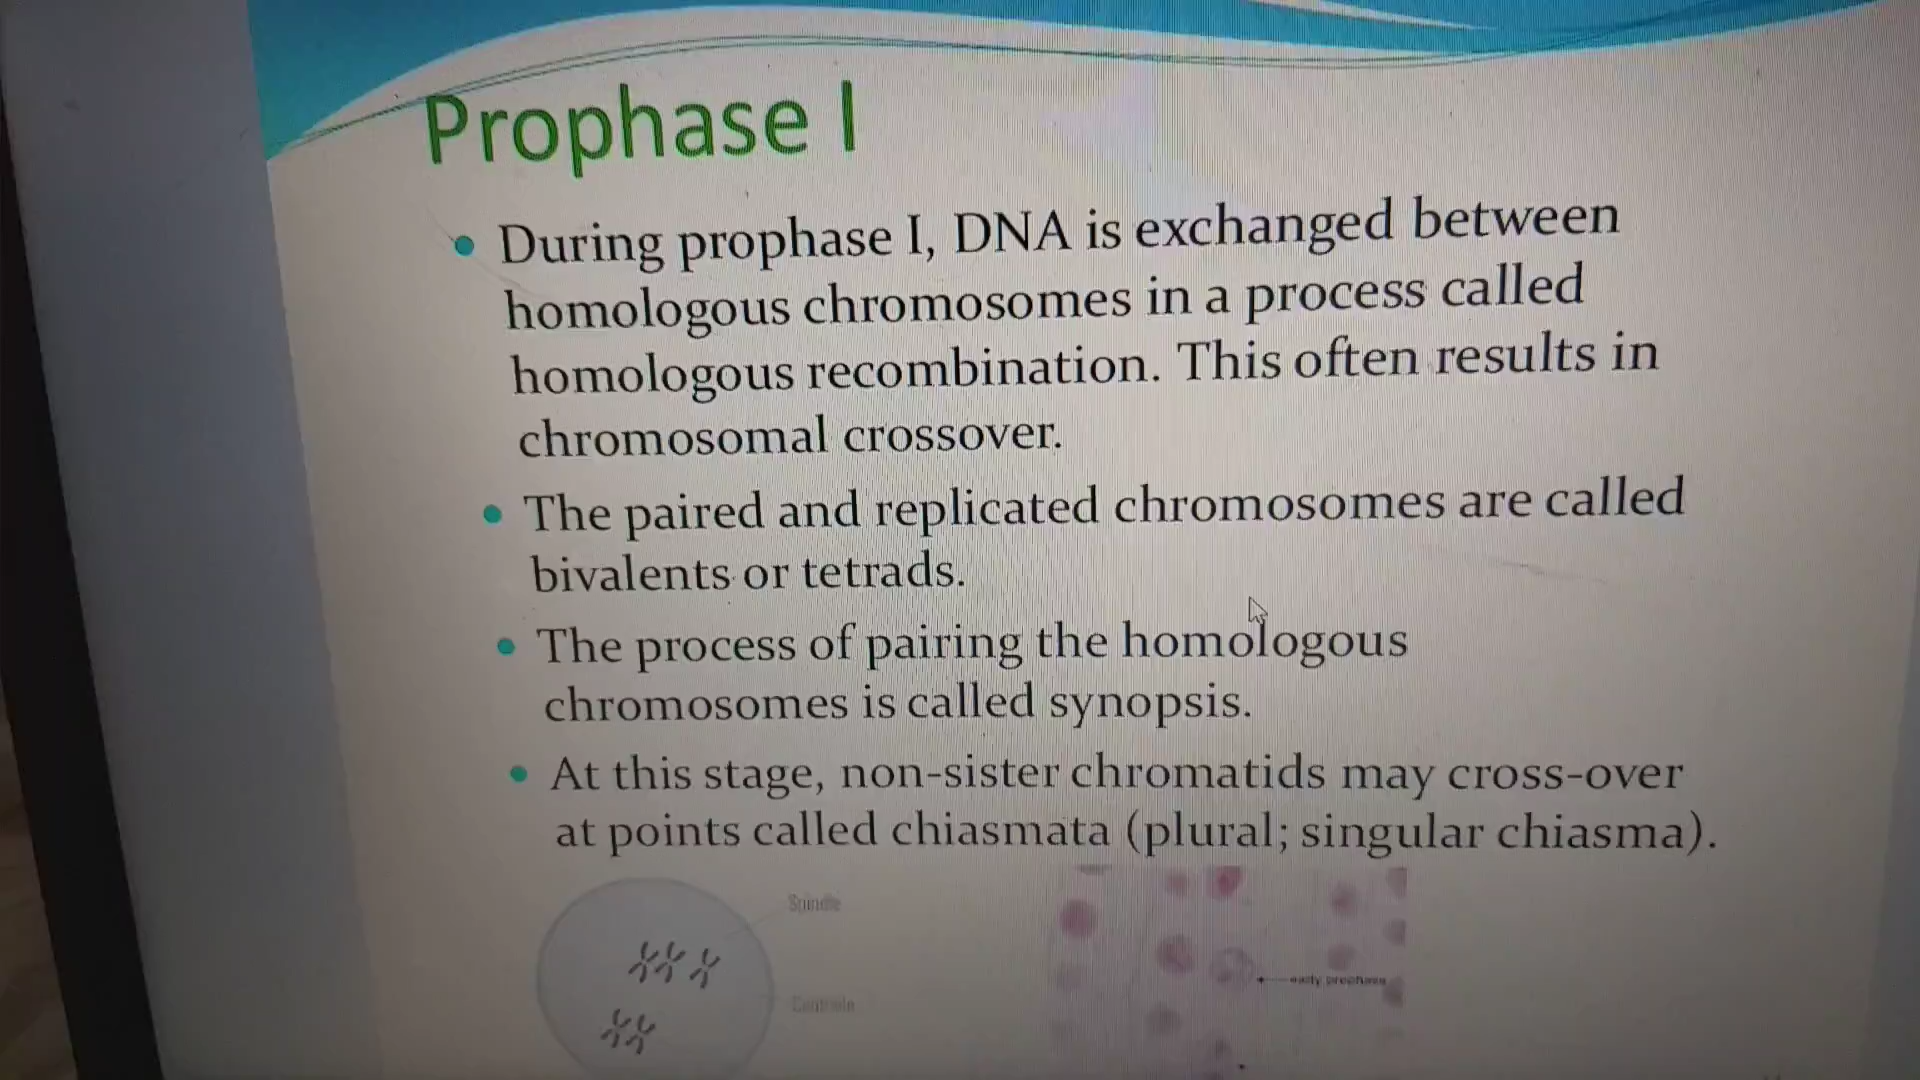 Prophase I
During prophase I, DNA is exchanged between
homologous chromosomes in a process called
homologous recombination. This often results in
chromosomal crossover.
The paired and replicated chromosomes are called
bivalents or tetrads.
The process of pairing the homologous
chromosomes is called synopsis.
At this stage, non-sister chromatids may cross-over
at points called chiasmata (plural; singular chiasma).
Spindle
Centriole
early prophase